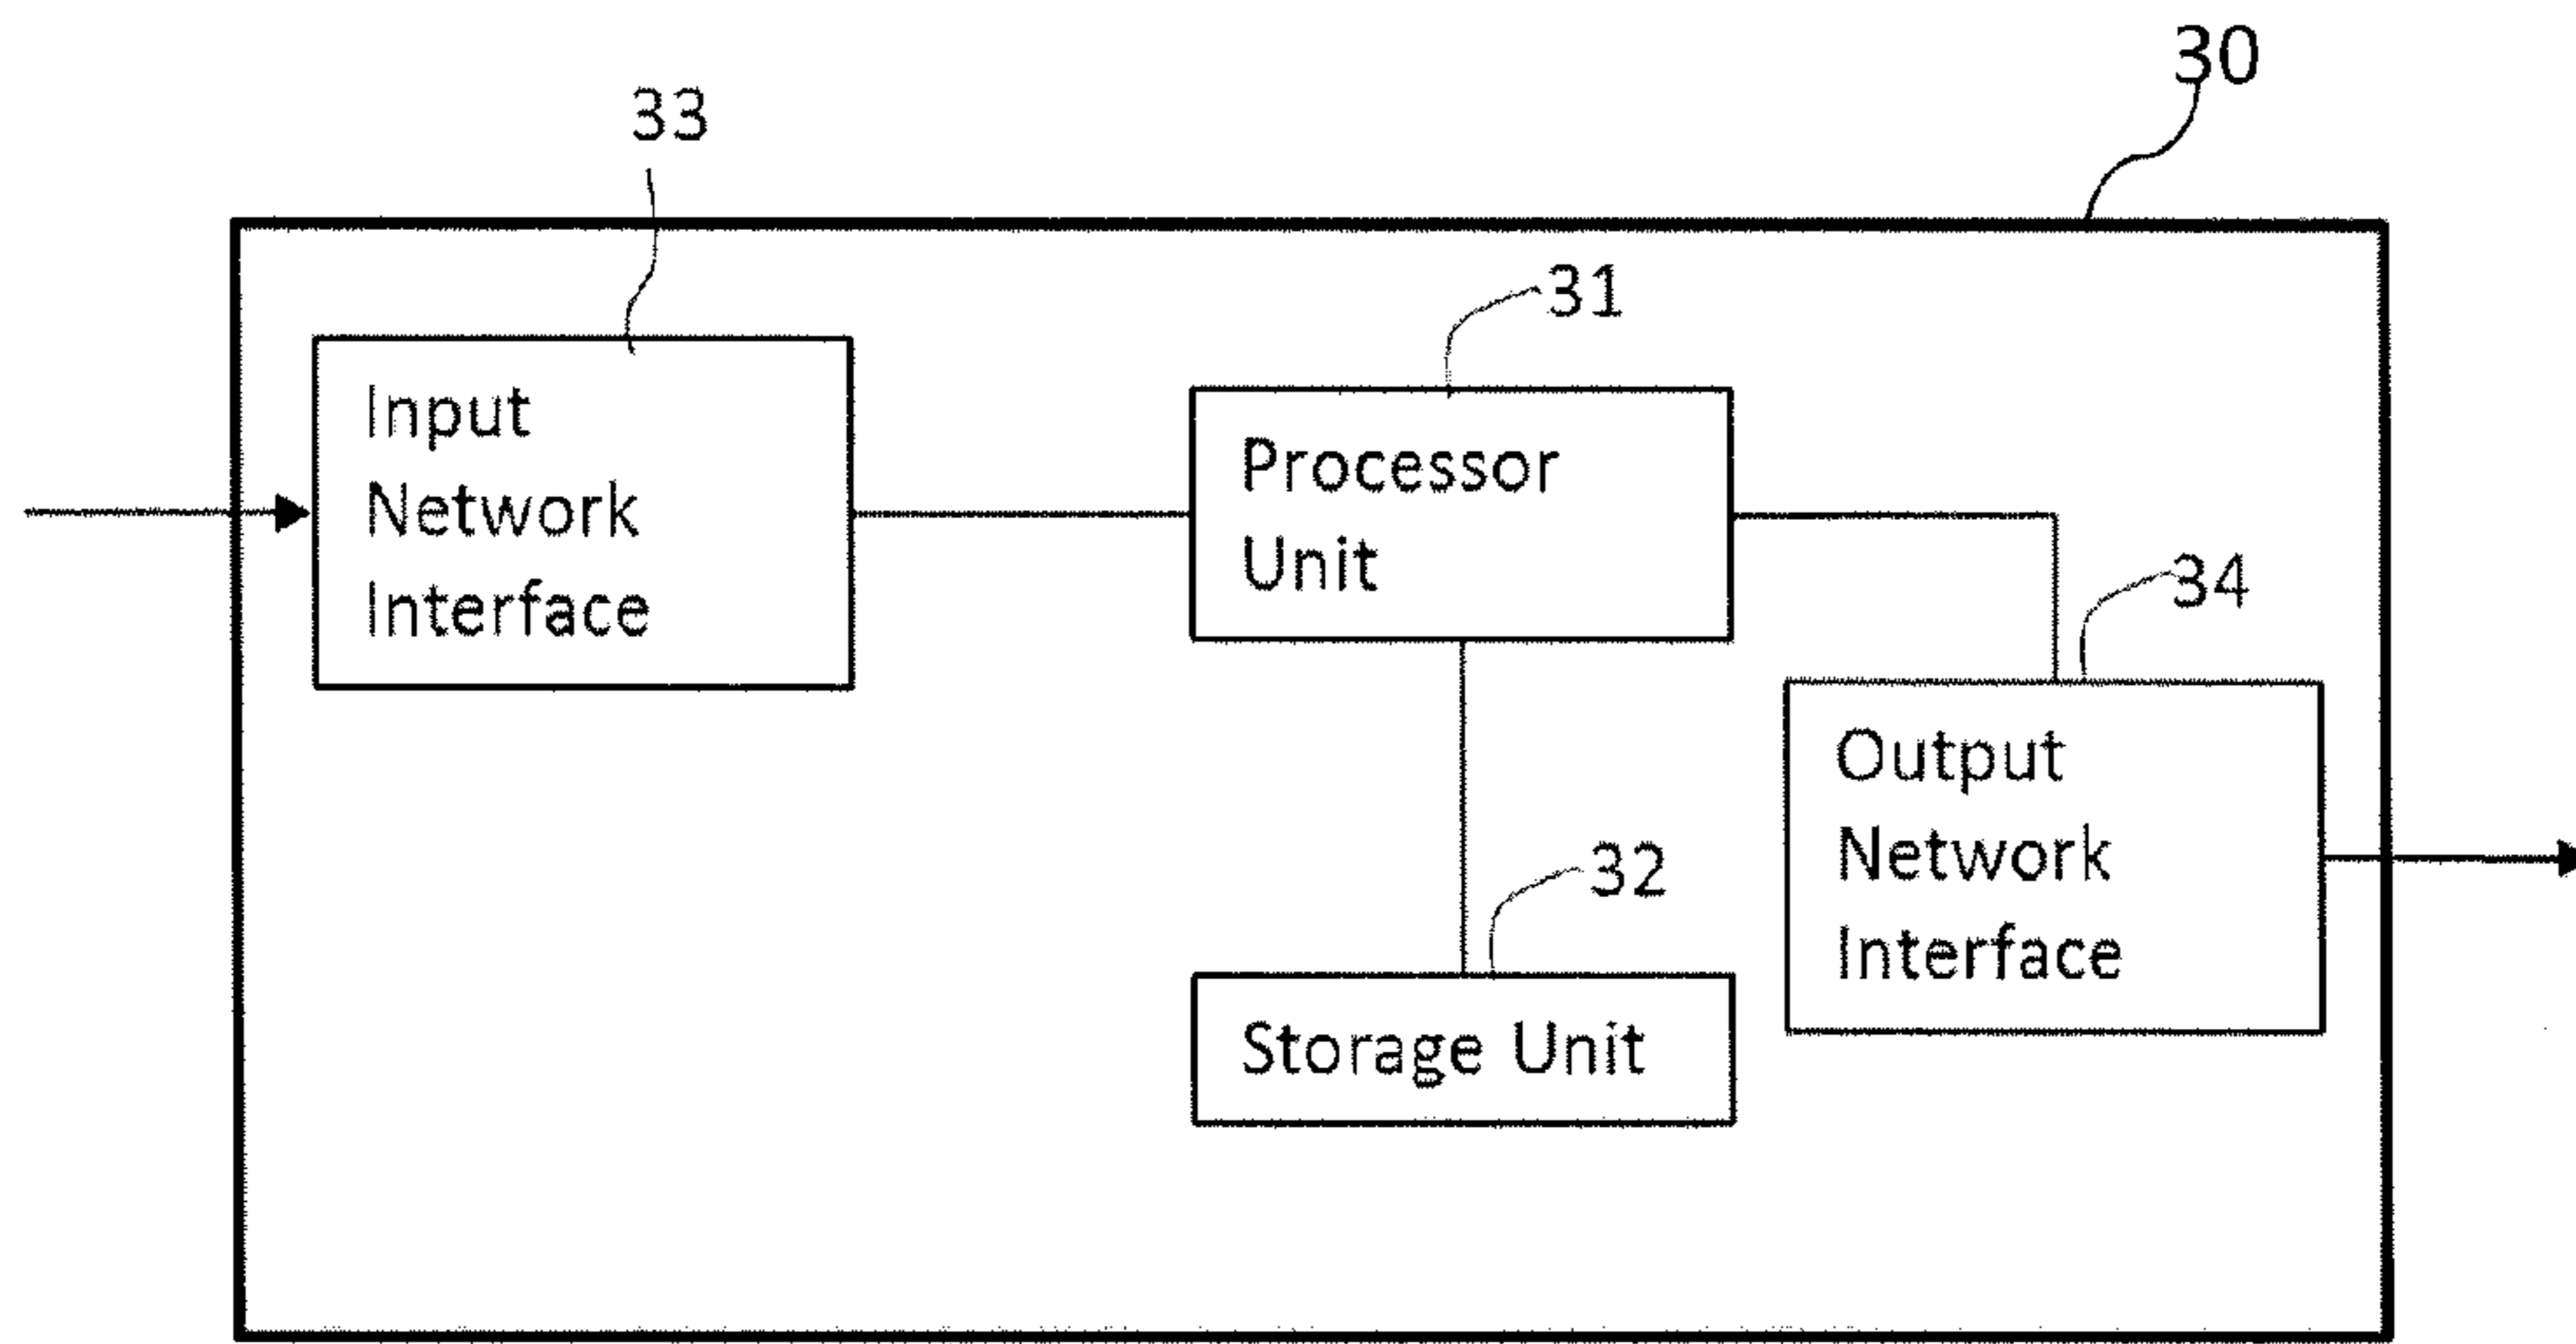 30
33
31
Input
Network
Interface
Processor
Unit
34
Output
Network
Interface
32
Storage Unit